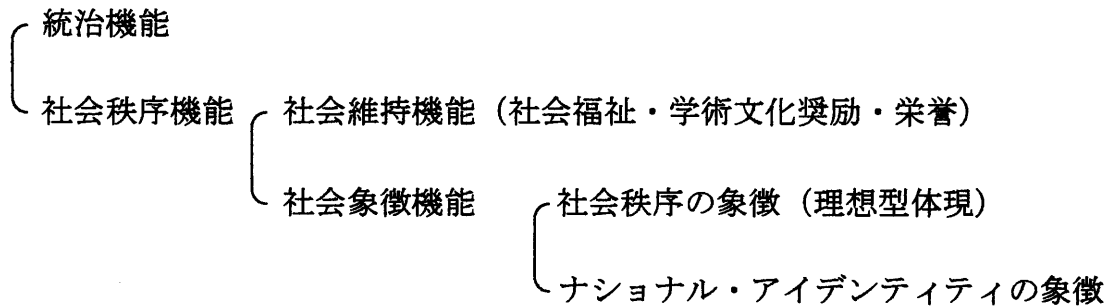 統治機能
社会秩序機能 社会維持機能（社会福祉・学術文化奨励・栄誉）
社会象徴機能 社会秩序の象徴（理想型体現）
ナショナル・アイデンティティの象徴